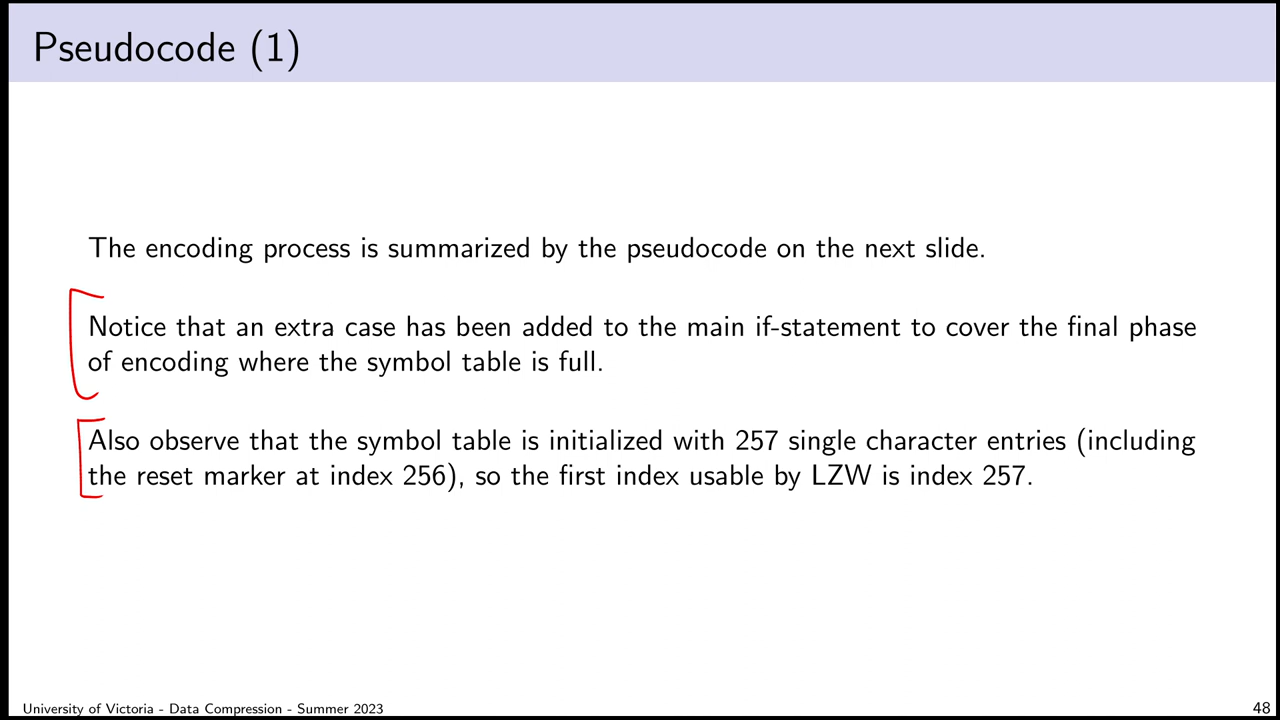 Pseudocode (1)
The encoding process is summarized by the pseudocode on the next slide.
Notice that an extra case has been added to the main if-statement to cover the final phase
of encoding where the symbol table is full.
Also observe that the symbol table is initialized with 257 single character entries (including
the reset marker at index 256), so the first index usable by LZW is index 257.
University of Victoria - Data Compression - Summer 2023
48